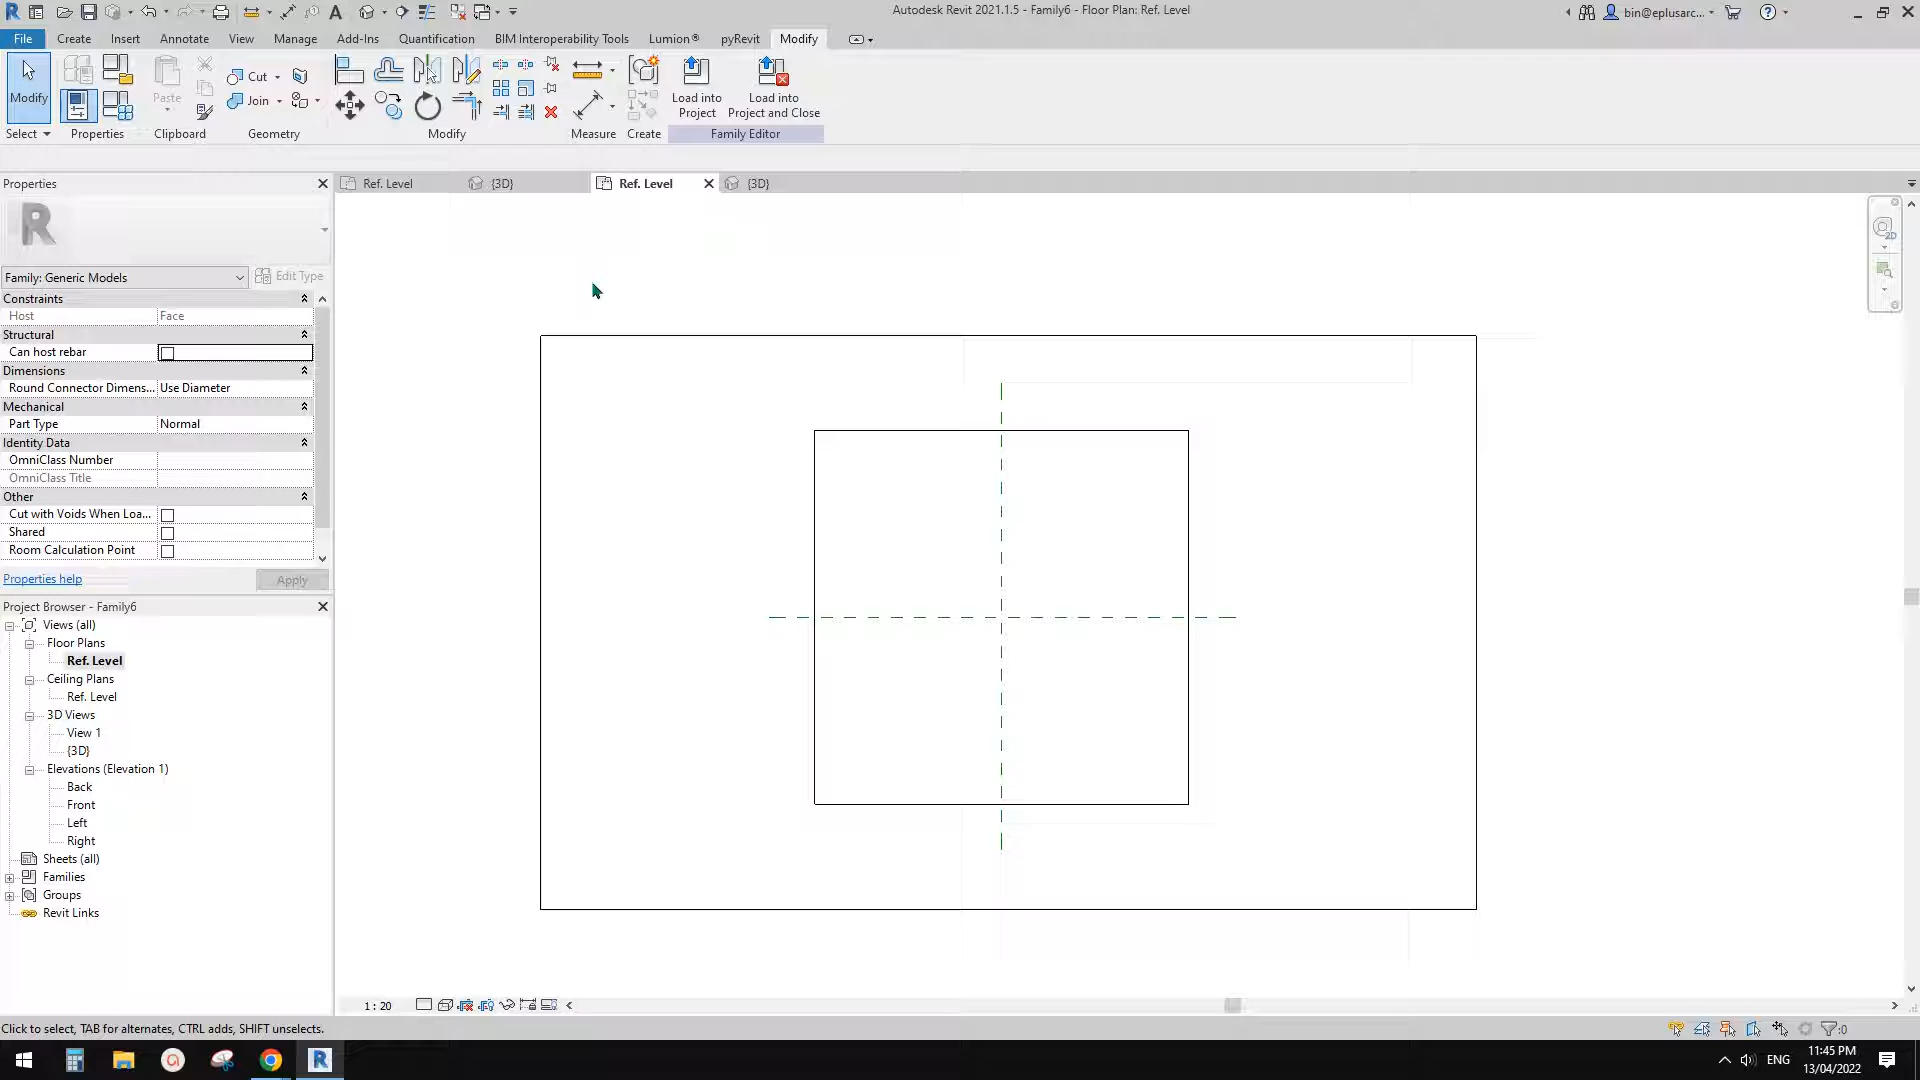 Autodesk Revit 2021.1.5 - Family6 - Floor Plan: Ref. Level
bin@eplusarc...
File Create Insert Annotate View Manage Add-Ins Quantification BIM Interoperability Tools Lumion® pyRevit Modify
Modify
Paste
Cut
Join
Load into
Project
Load into
Project and Close
Select Properties Clipboard Geometry Modify Measure Create Family Editor
Properties
Ref. Level {3D} Ref. Level {3D}
R
Family: Generic Models Edit Type
Constraints
Host Face
Structural
Can host rebar
Dimensions
Round Connector Dimens... Use Diameter
Mechanical
Part Type Normal
Identity Data
OmniClass Number
OmniClass Title
Other
Cut with Voids When Loa...
Shared
Room Calculation Point
Properties help Apply
Project Browser - Family6
Views (all)
Floor Plans
Ref. Level
Ceiling Plans
Ref. Level
3D Views
View 1
{3D}
Elevations (Elevation 1)
Back
Front
Left
Right
Sheets (all)
Families
Groups
Revit Links
2D
1 : 20
Click to select, TAB for alternates, CTRL adds, SHIFT unselects.
:0
ENG
11:45 PM
13/04/2022